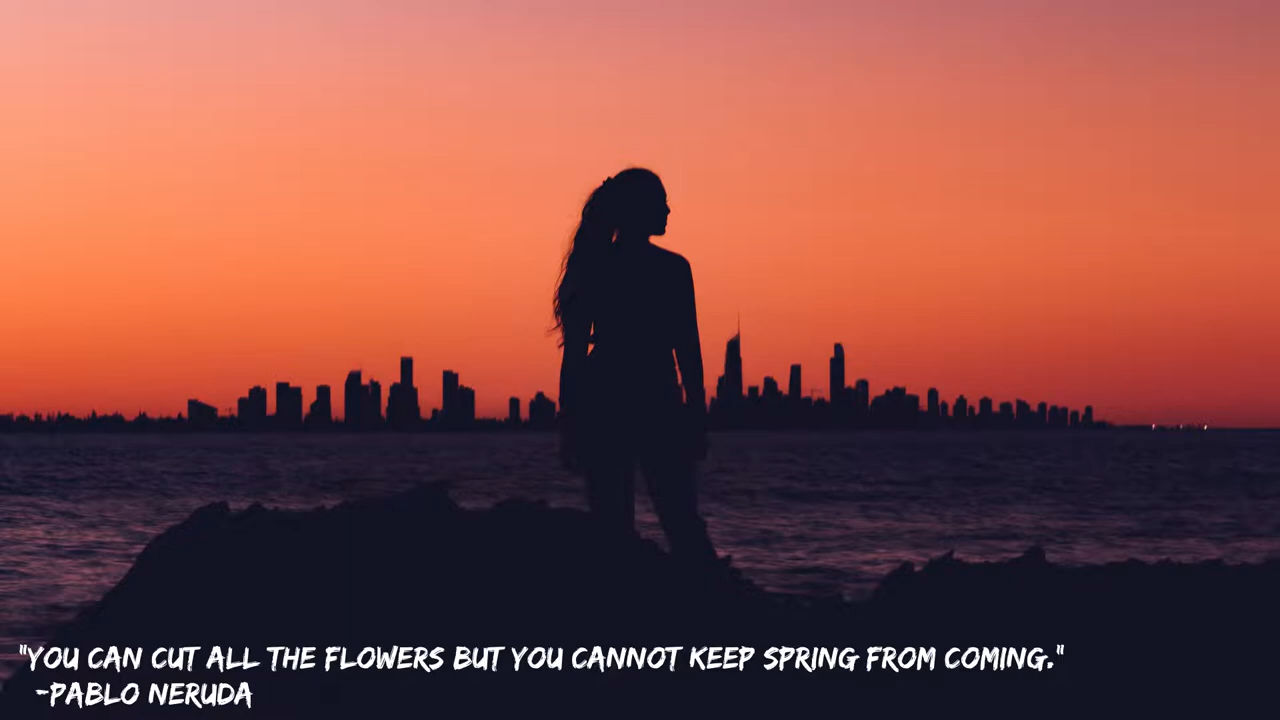 "YOU CAN CUT ALL THE FLOWERS BUT YOU CANNOT KEEP SPRING FROM COMING."
-PABLO NERUDA